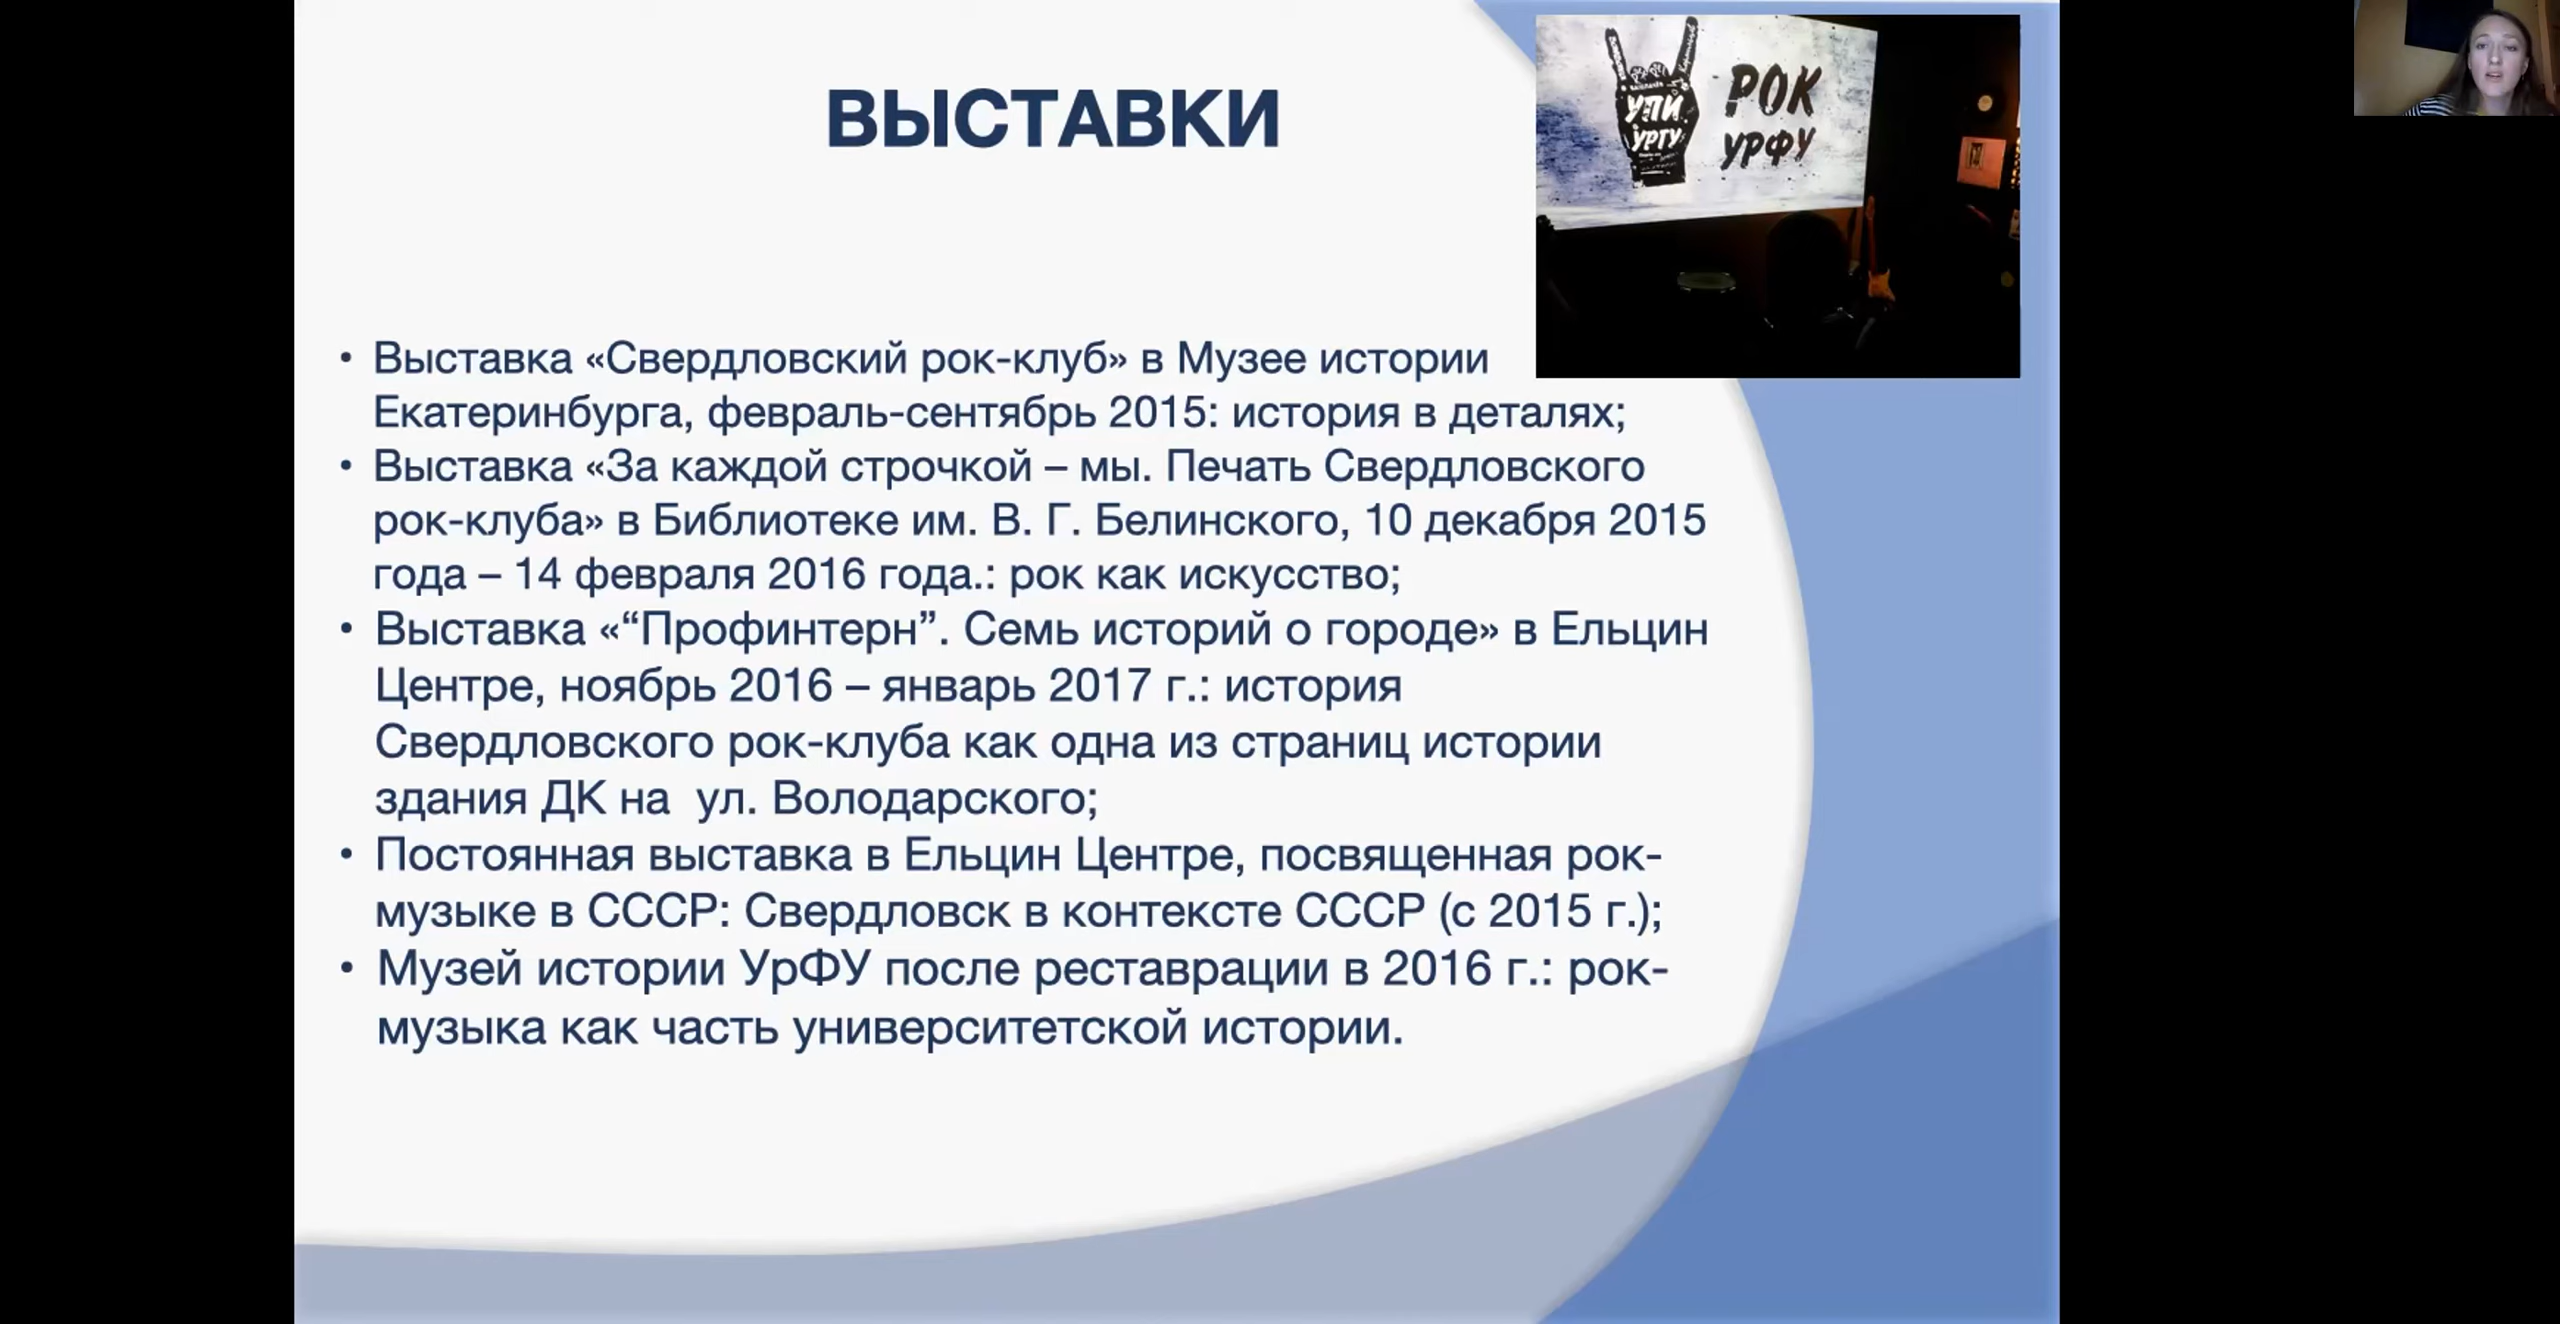 ВЫСТАВКИ
УПИ
УРГУ
РОК
УРФУ
• Выставка «Свердловский рок-клуб» в Музее истории
Екатеринбурга, февраль-сентябрь 2015: история в деталях;
• Выставка «За каждой строчкой – мы. Печать Свердловского
рок-клуба» в Библиотеке им. В. Г. Белинского, 10 декабря 2015
года – 14 февраля 2016 года.: рок как искусство;
• Выставка «“Профинтерн”. Семь историй о городе» в Ельцин
Центре, ноябрь 2016 – январь 2017 г.: история
Свердловского рок-клуба как одна из страниц истории
здания ДК на  ул. Володарского;
• Постоянная выставка в Ельцин Центре, посвященная рок-
музыке в СССР: Свердловск в контексте СССР (с 2015 г.);
• Музей истории УрФУ после реставрации в 2016 г.: рок-
музыка как часть университетской истории.